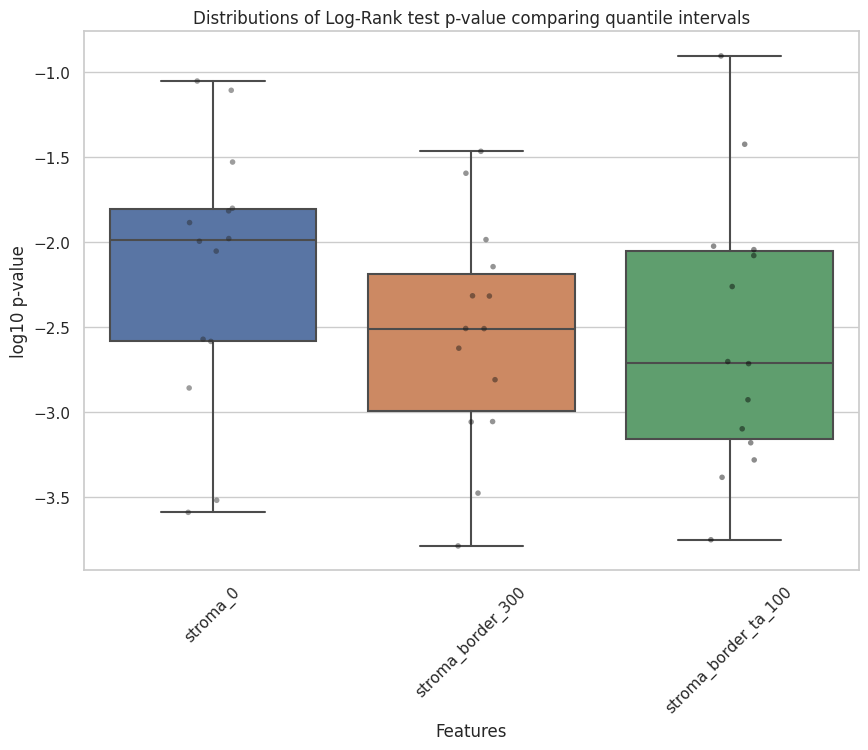 Distributions of Log-Rank test p-value comparing quantile intervals
log10 p-value
−1.0
−1.5
−2.0
−2.5
−3.0
−3.5
stroma_0
stroma_border_300
stroma_border_ta_100
Features